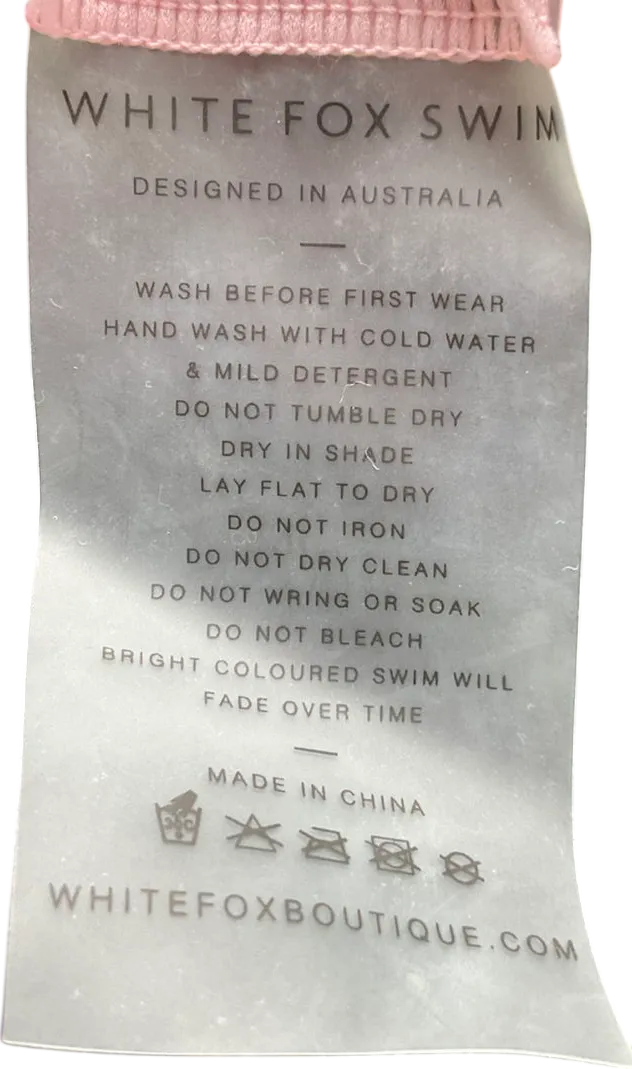 WHITE FOX SWIM
DESIGNED IN AUSTRALIA
WASH BEFORE FIRST WEAR
HAND WASH WITH COLD WATER
& MILD DETERGENT
DO NOT TUMBLE DRY
DRY IN SHADE
LAY FLAT TO DRY
DO NOT IRON
DO NOT DRY CLEAN
DO NOT WRING OR SOAK
DO NOT BLEACH
BRIGHT COLOURED SWIM WILL
FADE OVER TIME
MADE IN CHINA
WHITEFOXBOUTIQUE.COM